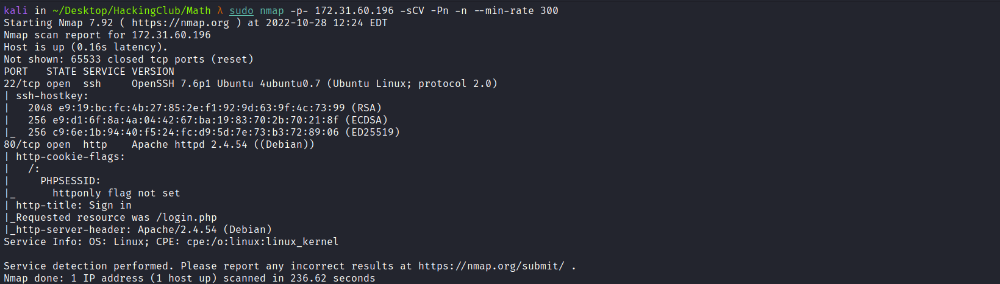 kali in ~/Desktop/HackingClub/Math λ sudo nmap -p- 172.31.60.196 -sCV -Pn -n --min-rate 300
Starting Nmap 7.92 ( https://nmap.org ) at 2022-10-28 12:24 EDT
Nmap scan report for 172.31.60.196
Host is up (0.16s latency).
Not shown: 65533 closed tcp ports (reset)
PORT   STATE SERVICE VERSION
22/tcp open  ssh     OpenSSH 7.6p1 Ubuntu 4ubuntu0.7 (Ubuntu Linux; protocol 2.0)
| ssh-hostkey:
|   2048 e9:19:bc:fc:4b:27:85:2e:f1:92:9d:63:9f:4c:73:99 (RSA)
|   256 e9:d1:6f:8a:4a:04:42:67:ba:19:83:70:2b:70:21:8f (ECDSA)
|_  256 c9:6e:1b:94:40:f5:24:fc:d9:5d:7e:73:b3:72:89:06 (ED25519)
80/tcp open  http    Apache httpd 2.4.54 ((Debian))
| http-cookie-flags:
|   /:
|     PHPSESSID:
|_      httponly flag not set
| http-title: Sign in
|_Requested resource was /login.php
|_http-server-header: Apache/2.4.54 (Debian)
Service Info: OS: Linux; CPE: cpe:/o:linux:linux_kernel

Service detection performed. Please report any incorrect results at https://nmap.org/submit/ .
Nmap done: 1 IP address (1 host up) scanned in 236.62 seconds